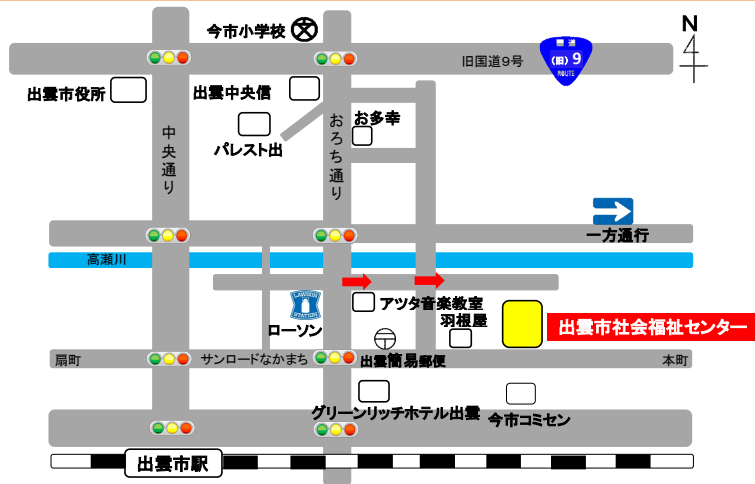 今市小学校
N
旧国道9号
国道
(旧) 9
ROUTE
出雲市役所
出雲中央信
お多幸
パレスト出
中央通り
おろち通り
一方通行
高瀬川
LAWSON
STATION
ローソン
アツタ音楽教室
羽根屋
出雲市社会福祉センター
扇町
サンロードなかまち
出雲簡易郵便
本町
グリーンリッチホテル出雲
今市コミセン
出雲市駅